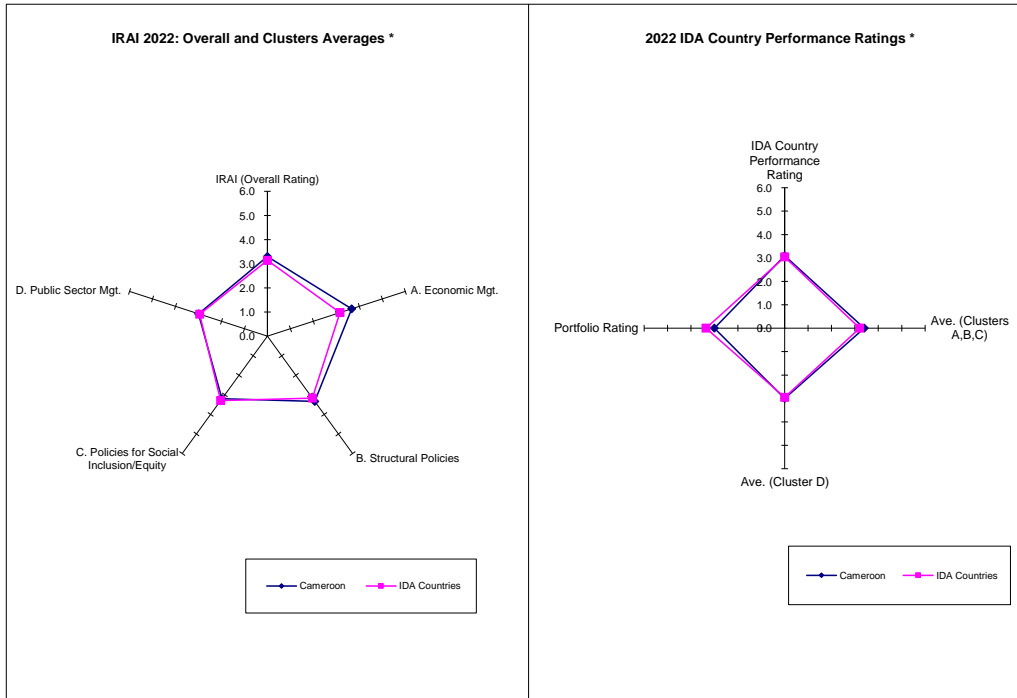 IRAI 2022: Overall and Clusters Averages *
IRAI (Overall Rating)
6.0
5.0
4.0
3.0
2.0
1.0
0.0
A. Economic Mgt.
B. Structural Policies
C. Policies for Social
Inclusion/Equity
D. Public Sector Mgt.
Cameroon
IDA Countries
2022 IDA Country Performance Ratings *
IDA Country
Performance
Rating
6.0
5.0
4.0
3.0
2.0
1.0
0.0
Ave. (Clusters
A,B,C)
Ave. (Cluster D)
Portfolio Rating
Cameroon
IDA Countries